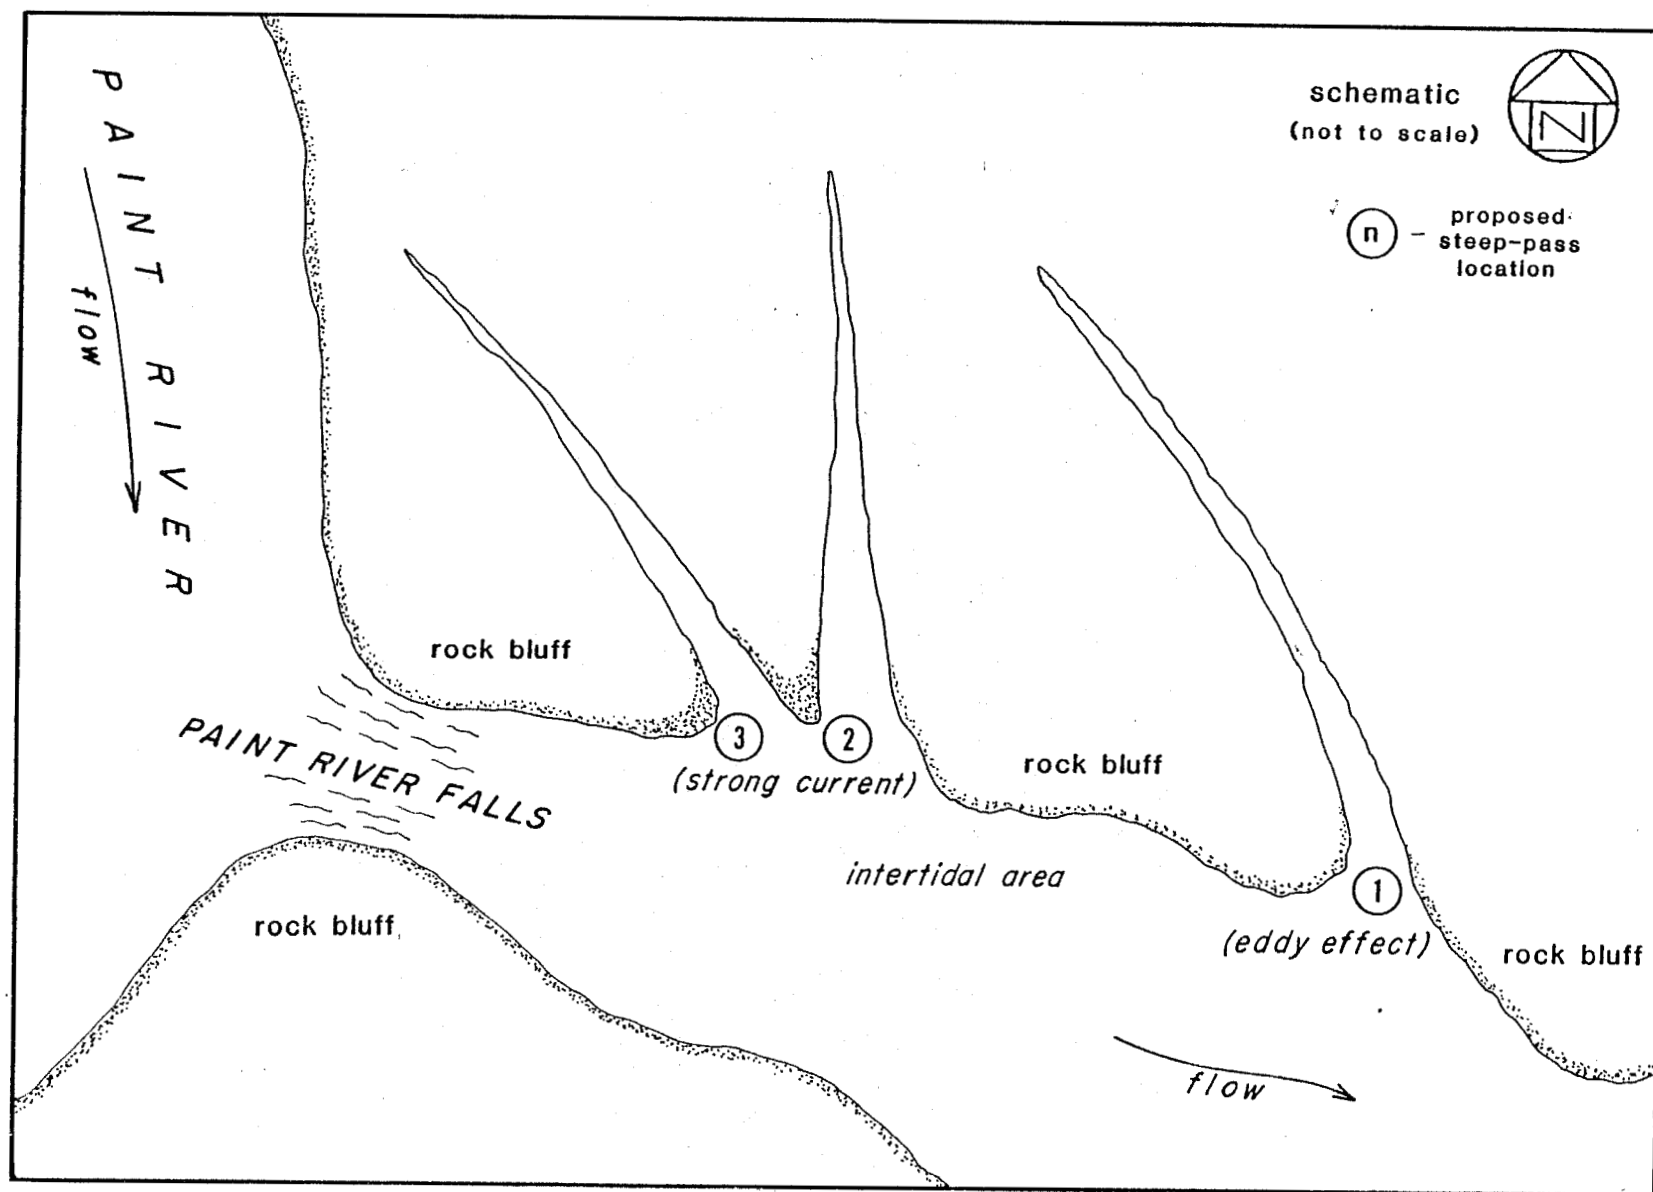 PAINT RIVER
flow
schematic
(not to scale)
N
n - proposed
steep-pass
location
rock bluff
PAINT RIVER FALLS
3
2
(strong current)
rock bluff
intertidal area
rock bluff
1
(eddy effect)
rock bluff
flow